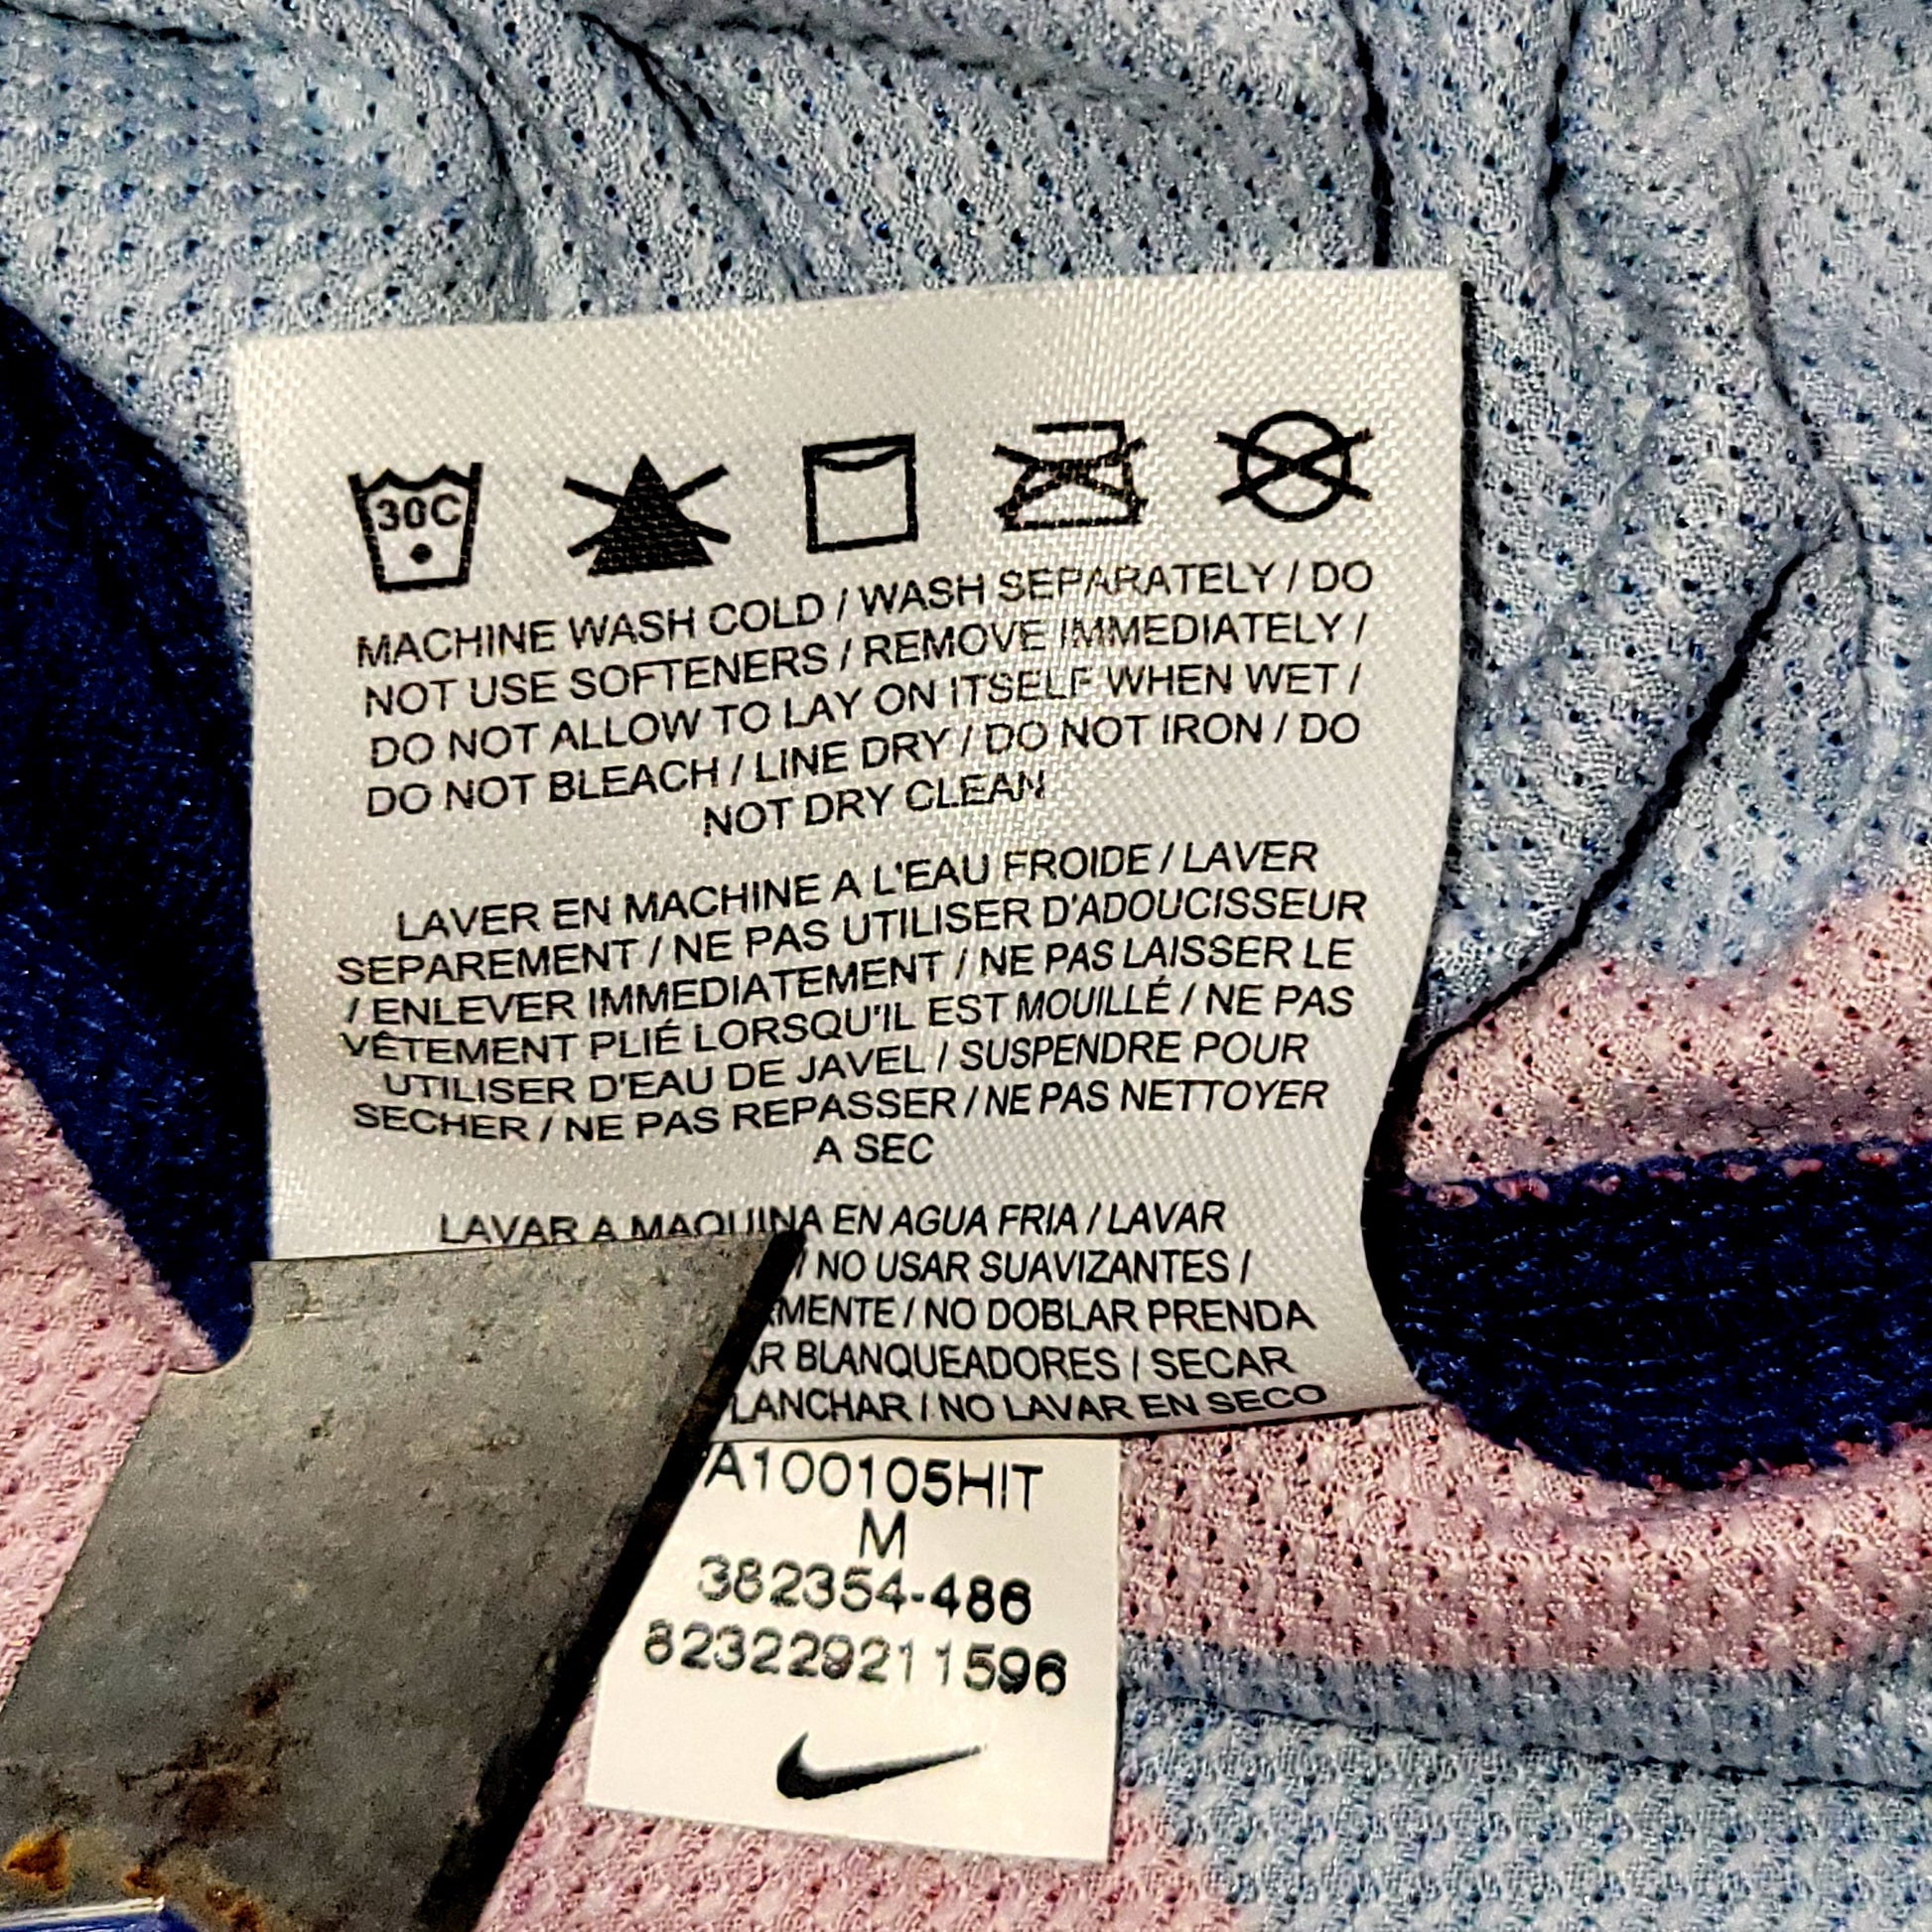 30C
MACHINE WASH COLD / WASH SEPARATELY / DO
NOT USE SOFTENERS / REMOVE IMMEDIATELY /
DO NOT ALLOW TO LAY ON ITSELF WHEN WET /
DO NOT BLEACH / LINE DRY / DO NOT IRON / DO
NOT DRY CLEAN
LAVER EN MACHINE A L'EAU FROIDE / LAVER
SEPAREMENT / NE PAS UTILISER D'ADOUCISSEUR
/ ENLEVER IMMEDIATEMENT / NE PAS LAISSER LE
VÊTEMENT PLIÉ LORSQU'IL EST MOUILLÉ / NE PAS
UTILISER D'EAU DE JAVEL / SUSPENDRE POUR
SECHER / NE PAS REPASSER / NE PAS NETTOYER
A SEC
LAVAR A MAQUINA EN AGUA FRIA / LAVAR
/ NO USAR SUAVIZANTES /
/ NO DOBLAR PRENDA
BLANQUEADORES / SECAR
/ NO LAVAR EN SECO
A100105HIT
M
382354-486
823229211596